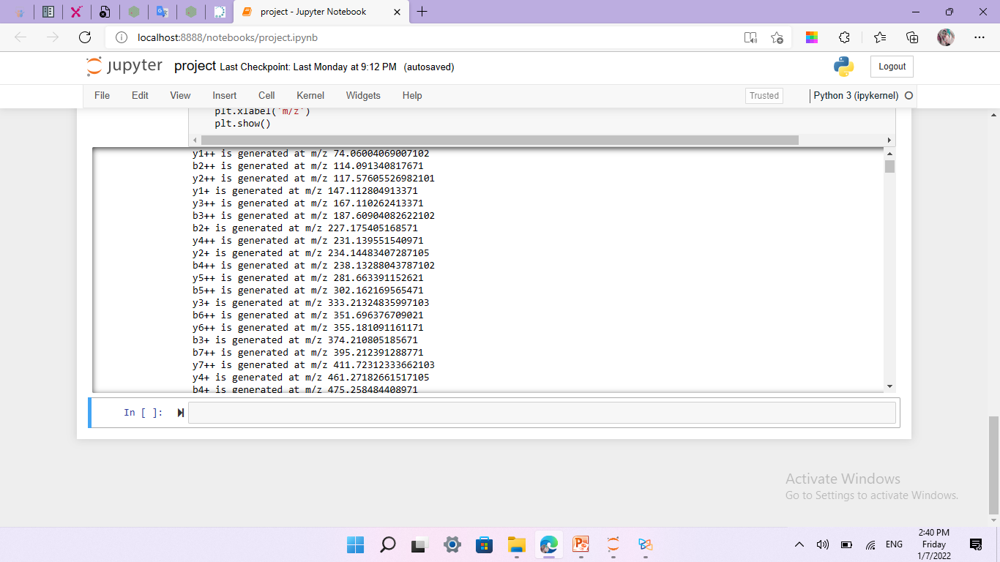 project - Jupyter Notebook
localhost:8888/notebooks/project.ipynb
jupyter project Last Checkpoint: Last Monday at 9:12 PM (autosaved)
Logout
File Edit View Insert Cell Kernel Widgets Help
Trusted
Python 3 (ipykernel)
plt.xlabel('m/z')
plt.show()
y1++ is generated at m/z 74.06004069007102
b2++ is generated at m/z 114.091340817671
y2++ is generated at m/z 117.57605526982101
y1+ is generated at m/z 147.112804913371
y3++ is generated at m/z 167.110262413371
b3++ is generated at m/z 187.60904082622102
b2+ is generated at m/z 227.175405168571
y4++ is generated at m/z 231.139551540971
y2+ is generated at m/z 234.14483407287105
b4++ is generated at m/z 238.13288043787102
y5++ is generated at m/z 281.663391152621
b5++ is generated at m/z 302.162169565471
y3+ is generated at m/z 333.21324835997103
b6++ is generated at m/z 351.696376709021
y6++ is generated at m/z 355.181091161171
b3+ is generated at m/z 374.210805185671
b7++ is generated at m/z 395.212391288771
y7++ is generated at m/z 411.72312333662103
y4+ is generated at m/z 461.27182661517105
b4+ is generated at m/z 475.258484408971
In [ ]:
Activate Windows
Go to Settings to activate Windows.
ENG
2:40 PM
Friday
1/7/2022